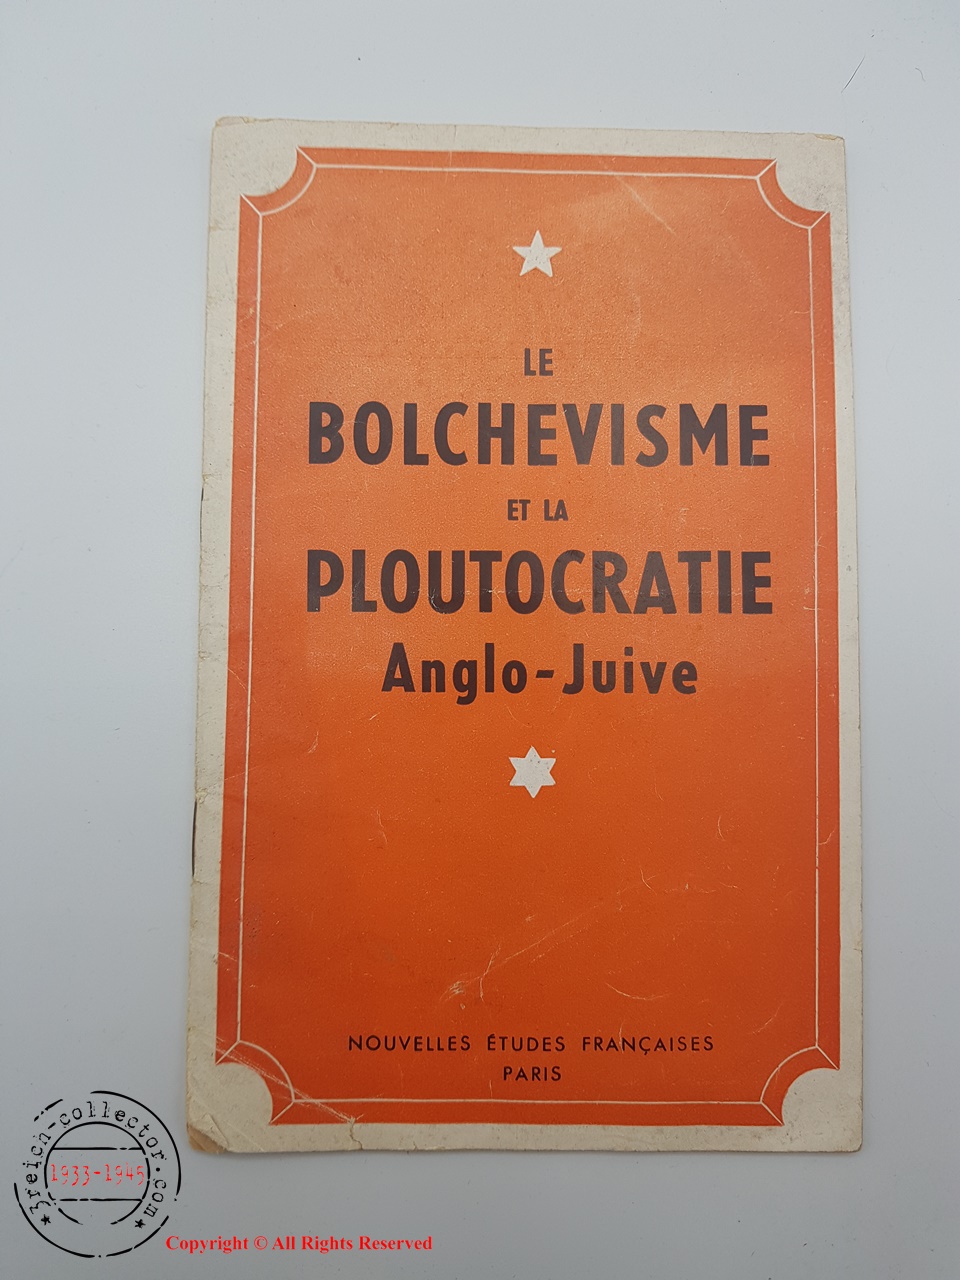 LE
BOLCHEVISME
ET LA
PLOUTOCRATIE
Anglo-Juive
NOUVELLES ÉTUDES FRANÇAISES
PARIS
3reich-collector.com
1933-1945
Copyright © All Rights Reserved